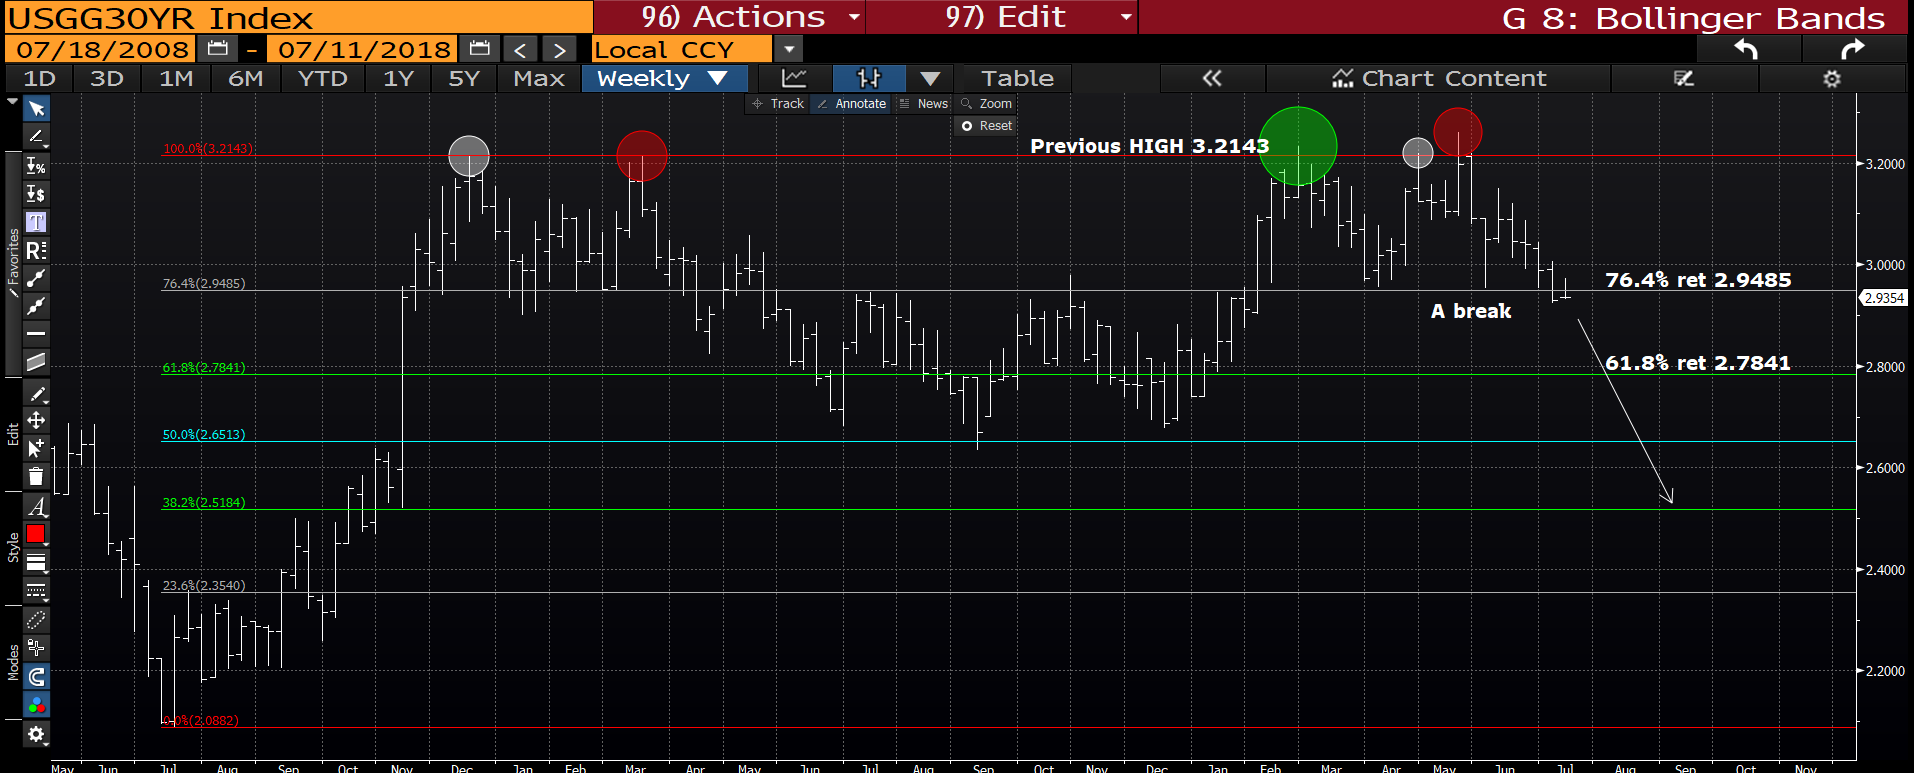 USGG30YR Index 96) Actions 97) Edit G 8: Bollinger Bands
07/18/2008 - 07/11/2018 < > Local CCY
1D 3D 1M 6M YTD 1Y 5Y Max Weekly Table « Chart Content
Track Annotate News Zoom
Reset
Previous HIGH 3.2143
100.0%(3.2143)
3.2000
3.0000
76.4% ret 2.9485
76.4%(2.9485)
2.9354
A break
61.8% ret 2.7841
61.8%(2.7841)
2.8000
50.0%(2.6513)
2.6000
38.2%(2.5184)
2.4000
23.6%(2.3540)
2.2000
0.0%(2.0882)
Favorites
Edit
Style
Modes
%
$
T
R
A
May Jun Jul Aug Sep Oct Nov Dec Jan Feb Mar Apr May Jun Jul Aug Sep Oct Nov Dec Jan Feb Mar Apr May Jun Jul Aug Sep Oct Nov